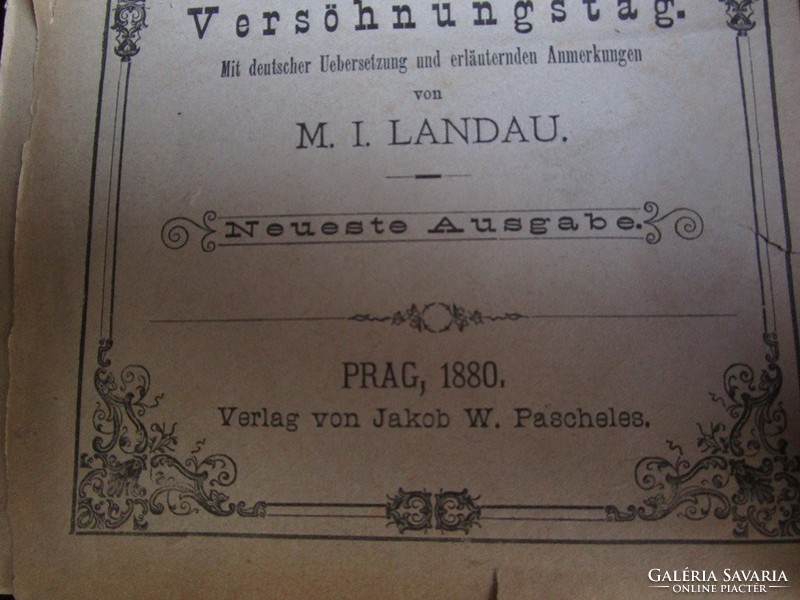 Versöhnungstag.
Mit deutscher Uebersetzung und erläuternden Anmerkungen
von
M. I. LANDAU.
Neueste Ausgabe.
PRAG, 1880.
Verlag von Jakob W. Pascheles.
GALÉRIA SAVARIA
ONLINE PIACTÉR